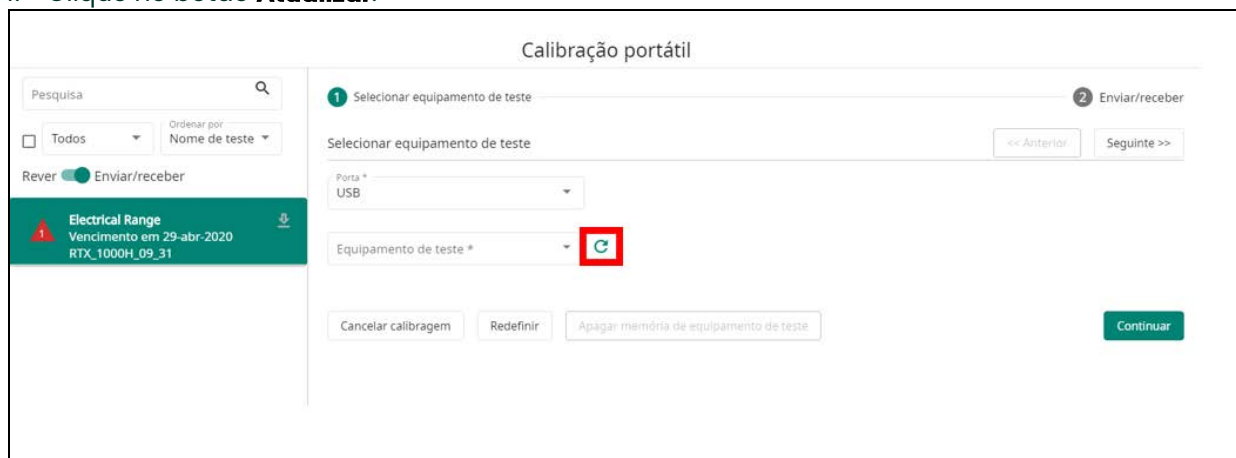 Calibração portátil
Pesquisa
Todos
Ordenar por
Nome de teste
Rever Enviar/receber
1
Electrical Range
Vencimento em 29-abr-2020
RTX_1000H_09_31
1 Selecionar equipamento de teste
2 Enviar/receber
Selecionar equipamento de teste
<< Anterior
Seguinte >>
Porta *
USB
Equipamento de teste *
Cancelar calibragem
Redefinir
Apagar memória de equipamento de teste
Continuar